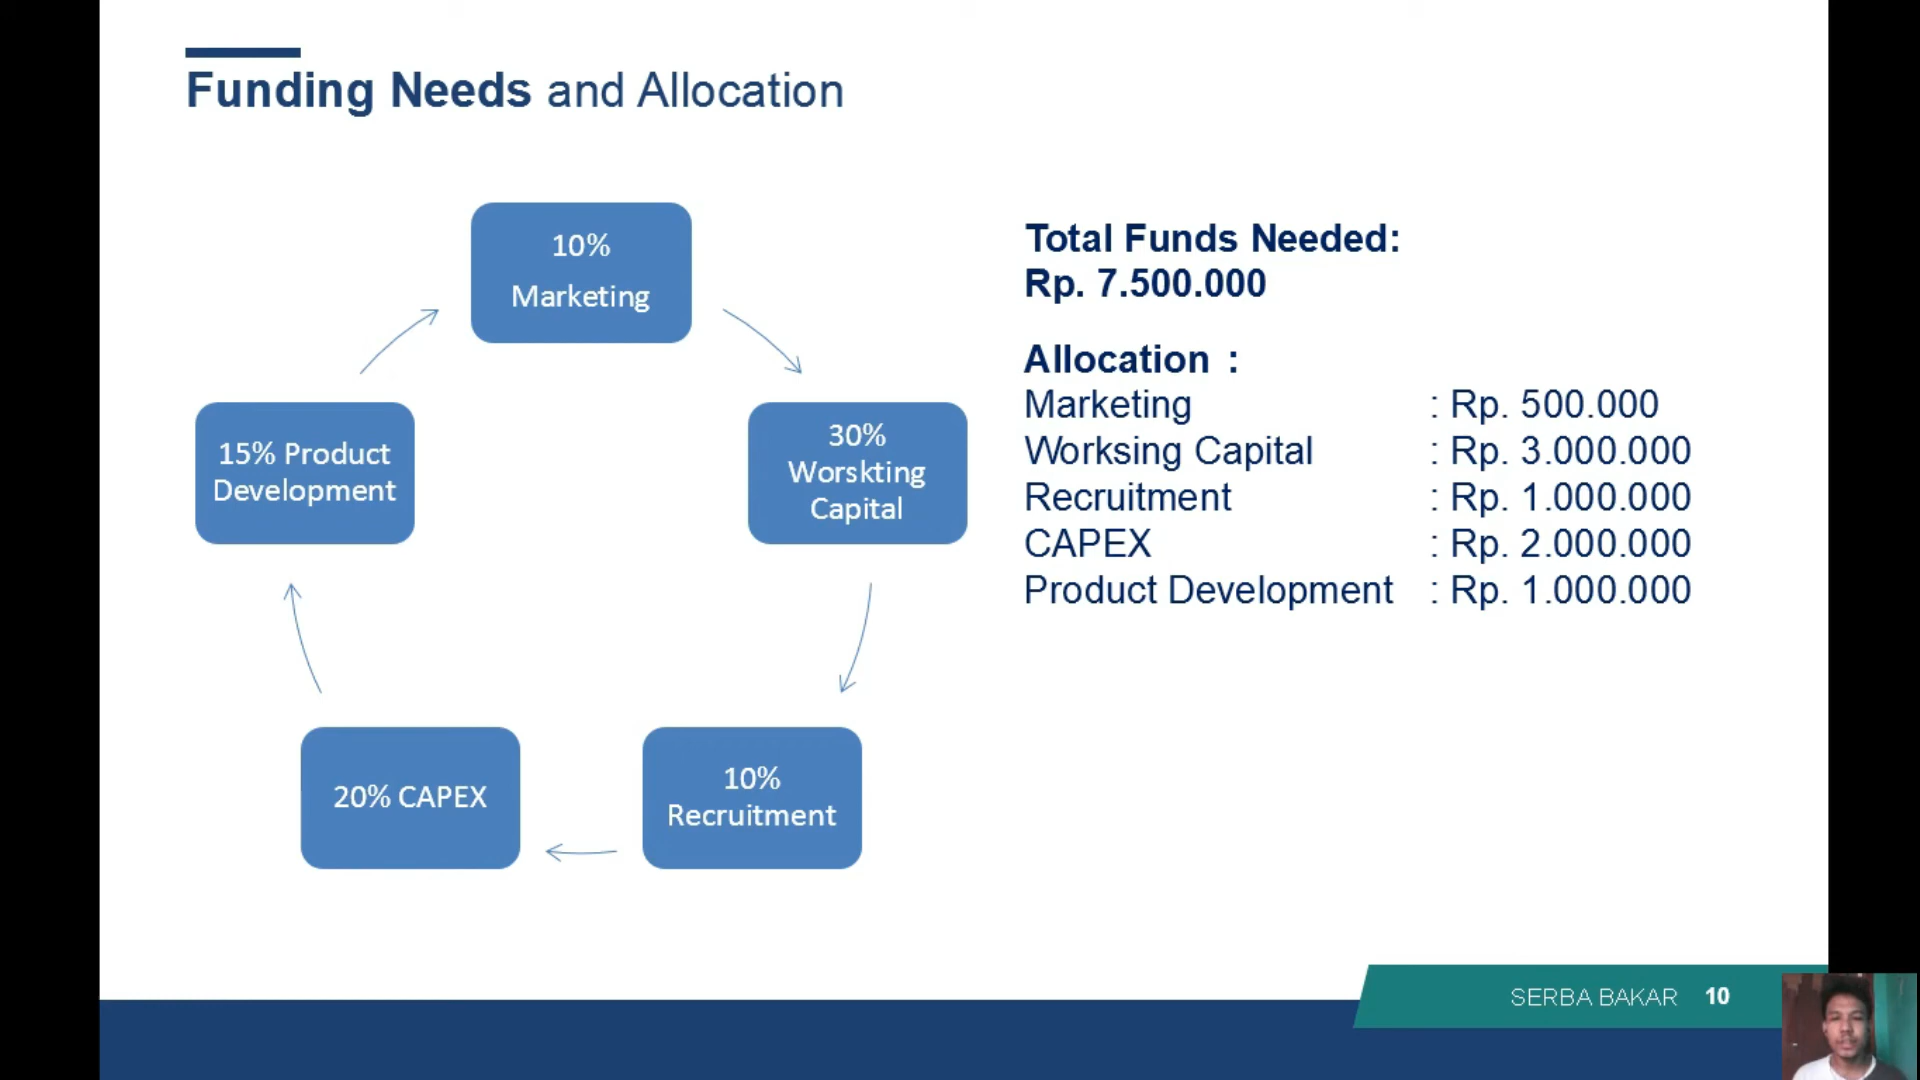 Funding Needs and Allocation
10%
Marketing
30%
Worskting
Capital
10%
Recruitment
20% CAPEX
15% Product
Development
Total Funds Needed:
Rp. 7.500.000
Allocation :
Marketing : Rp. 500.000
Worksing Capital : Rp. 3.000.000
Recruitment : Rp. 1.000.000
CAPEX : Rp. 2.000.000
Product Development : Rp. 1.000.000
SERBA BAKAR 10